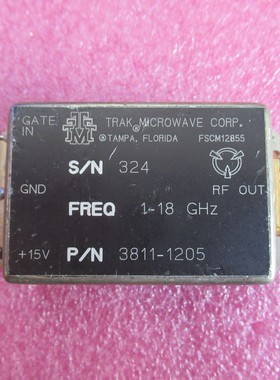 GATE IN
TRAK® MICROWAVE CORP.
® TAMPA, FLORIDA FSCM12855
S/N 324
GND
RF OUT
FREQ 1-18 GHz
+15V
P/N 3811-1205